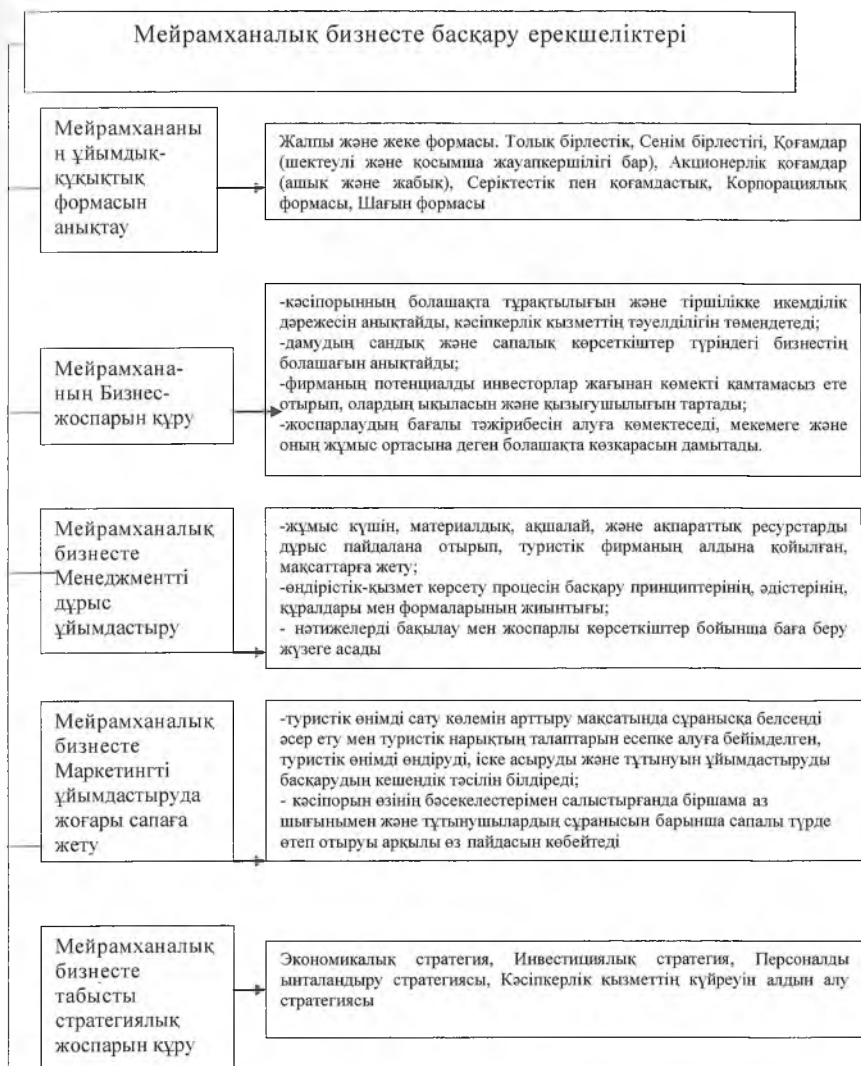 Мейрамханалық бизнесте басқару ерекшеліктері
Мейрамхананы
ң ұйымдық-
құқықтық
формасын
анықтау
Жалпы және жеке формасы. Толық бірлестік, Сенім бірлестігі, Қоғамдар
(шектеулі және қосымша жауапкершілігі бар), Акционерлік қоғамдар
(ашык және жабык), Серіктестік пен қоғамдастық, Корпорациялық
формасы, Шағын формасы
Мейрамхана-
ның Бизнес-
жоспарын құру
-кәсіпорынның болашақта тұрақтылығын және тіршілікке икемділік
дәрежесін анықтайды, кәсіпкерлік қызметтің тәуелділігін төмендетеді;
-дамудың сандық және сапалық көрсеткіштер түріндегі бизнестің
болашағын анықтайды;
-фирманың потенциалды инвесторлар жағынан көмекті қамтамасыз ете
отырып, олардың ықыласын және қызығушылығын тартады;
-жоспарлаудың бағалы тәжірибесін алуға көмектеседі, мекемеге және
оның жұмыс ортасына деген болашақта көзкарасын дамытады.
Мейрамханалық
бизнесте
Менеджментті
дұрыс
ұйымдастыру
-жұмыс күшін, материалдық, ақшалай, және ақпараттық ресурстарды
дұрыс пайдалана отырып, туристік фирманың алдына қойылған,
мақсаттарға жету;
-өндірістік-қызмет көрсету процесін басқару принциптерінің, әдістерінің,
құралдары мен формаларының жиынтығы;
- нәтижелерді бақылау мен жоспарлы көрсеткіштер бойынша баға беру
жүзеге асады
Мейрамханалық
бизнесте
Маркетингті
ұйымдастыруда
жоғары сапаға
жету
-туристік өнімді сату көлемін арттыру мақсатында сұранысқа белсенді
әсер ету мен туристік нарықтың талаптарын есепке алуға бейімделген,
туристік өнімді өндіруді, іске асыруды және тұтынуын ұйымдастыруды
басқарудың кешендік тәсілін білдіреді;
- кәсіпорын өзінің бәсекелестерімен салыстырғанда біршама аз
шығынымен және тұтынушылардың сұранысын барынша сапалы түрде
өтеп отыруы арқылы өз пайдасын көбейтеді
Мейрамханалық
бизнесте
табысты
стратегиялық
жоспарын құру
Экономикалық стратегия, Инвестициялық стратегия, Персоналды
ынталандыру стратегиясы, Кәсіпкерлік қызметтің күйреуін алдын алу
стратегиясы